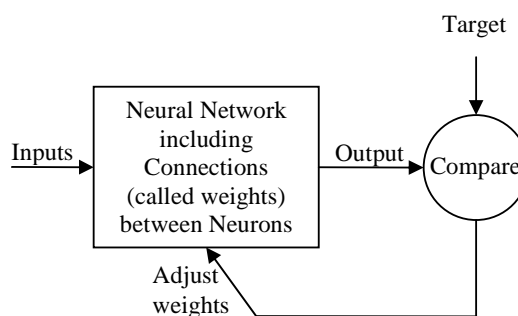 Target
Neural Network
including
Connections
(called weights)
between Neurons
Inputs
Output
Compare
Adjust
weights